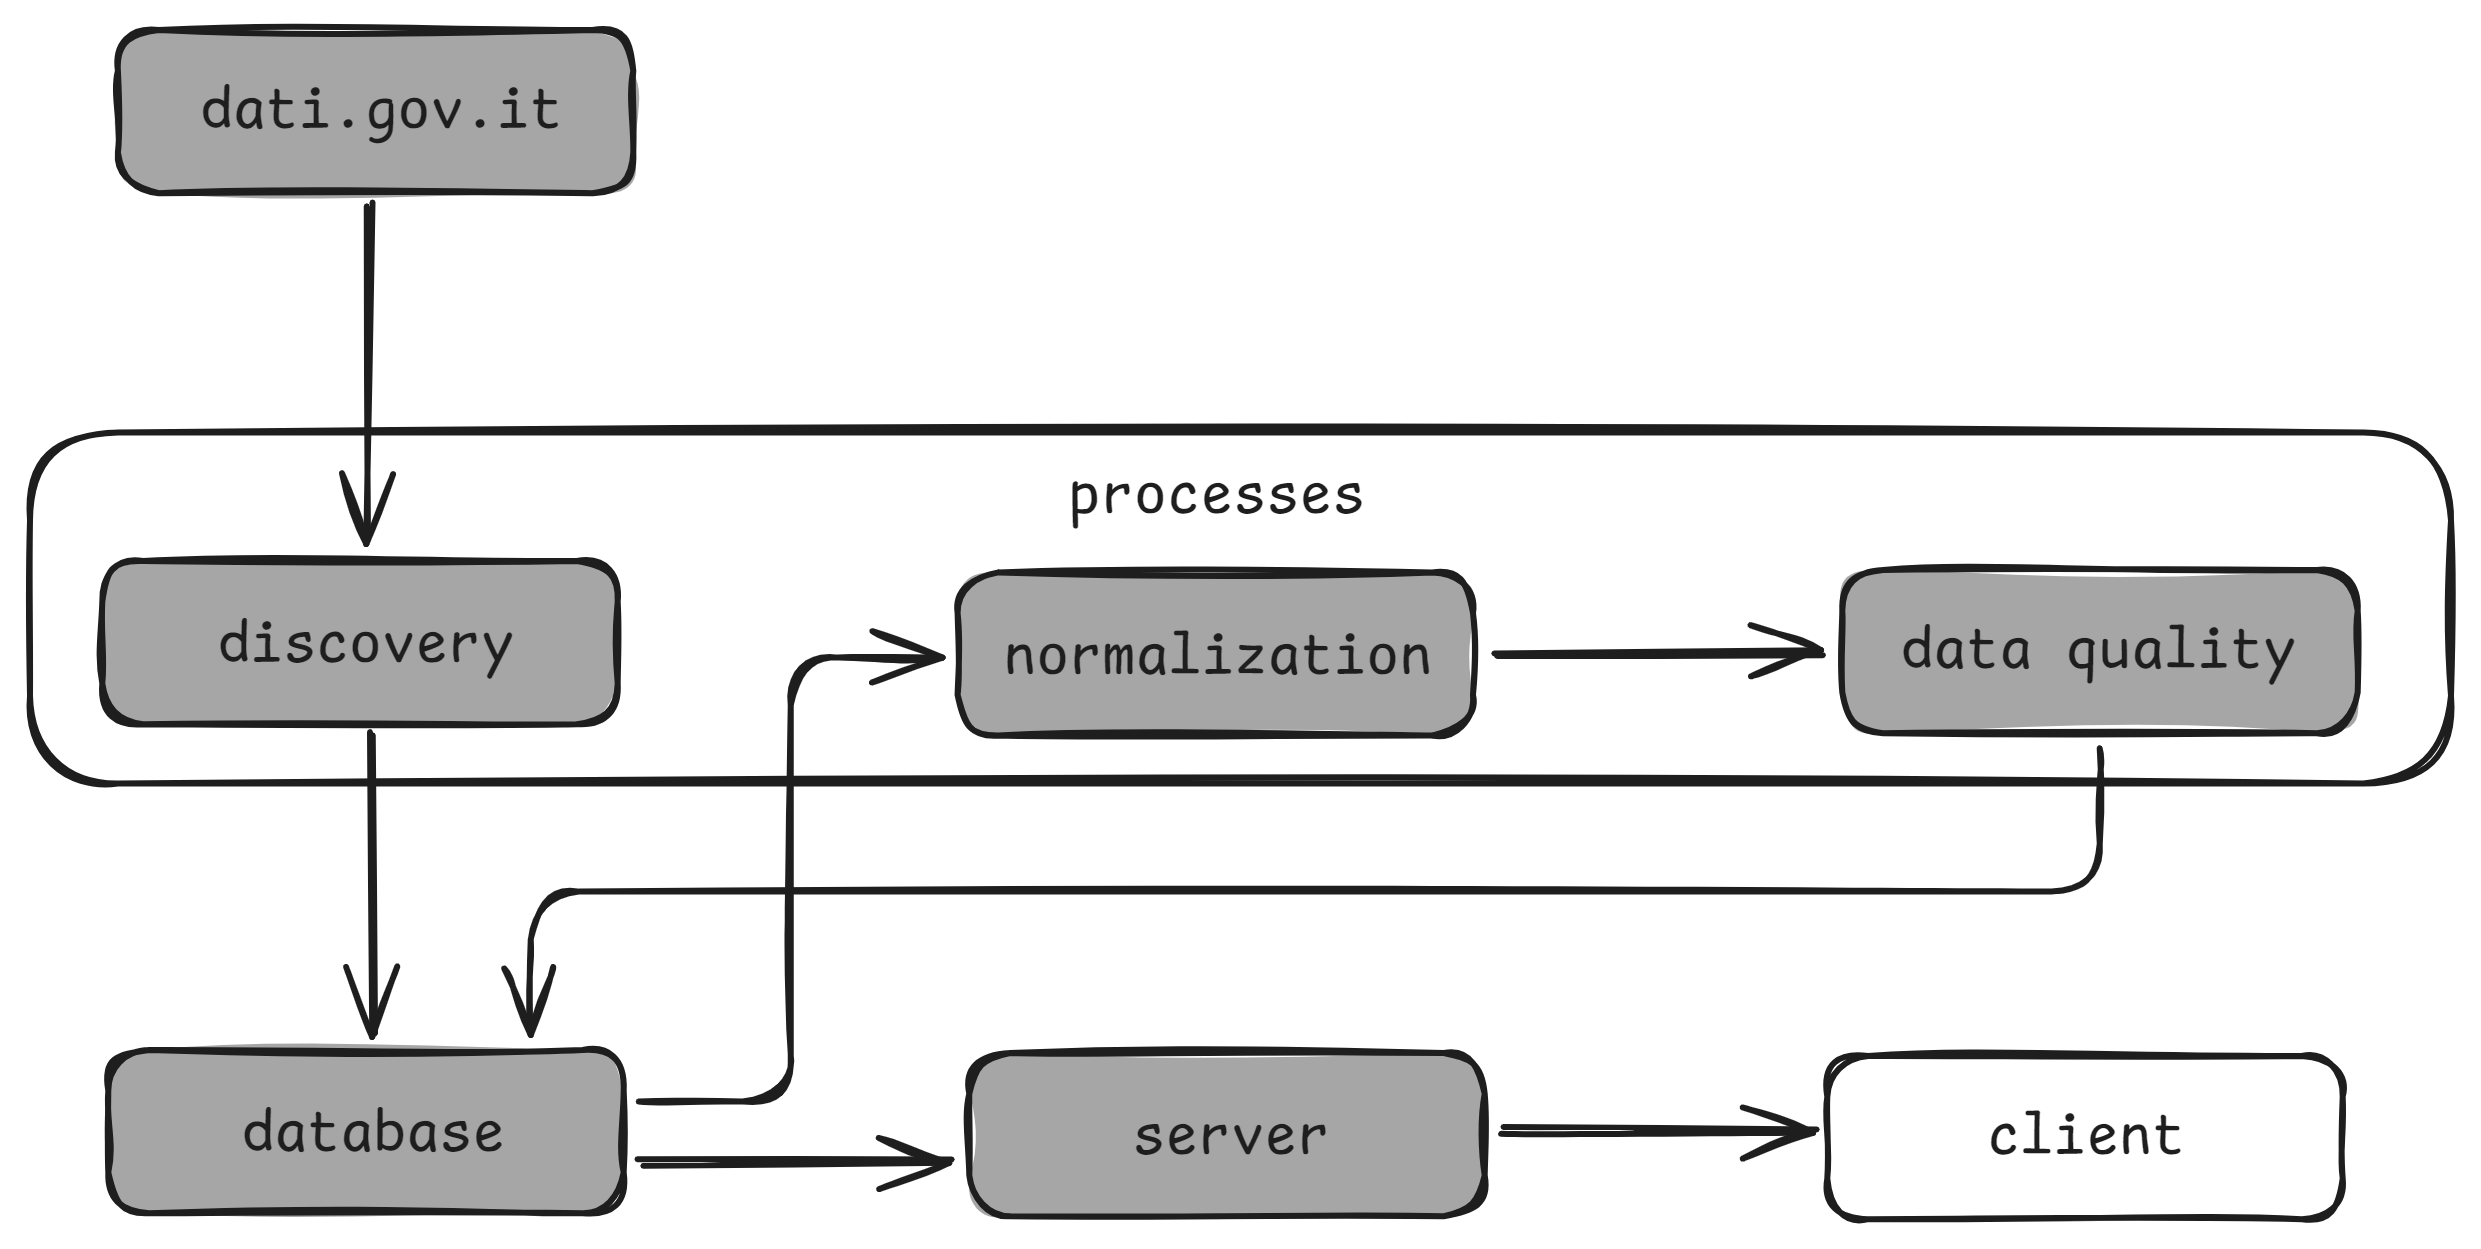 dati.gov.it
processes
discovery
normalization
data quality
database
server
client